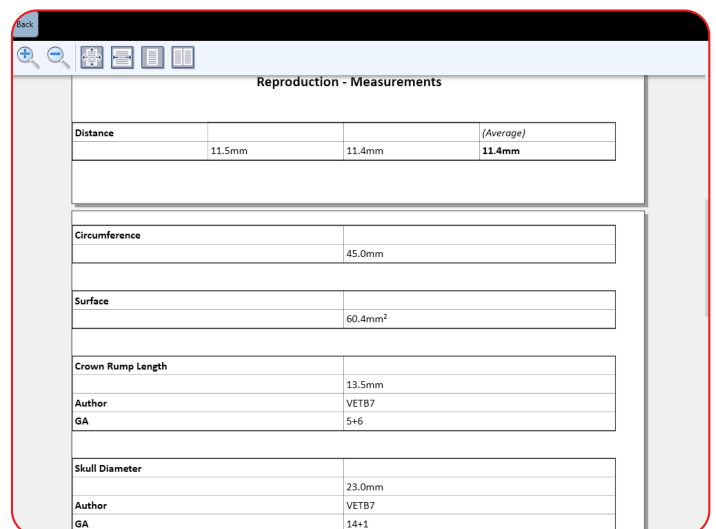 Back
Reproduction - Measurements
Distance (Average)
11.5mm 11.4mm 11.4mm
Circumference
45.0mm
Surface
60.4mm²
Crown Rump Length
13.5mm
Author VETB7
GA 5+6
Skull Diameter
23.0mm
Author VETB7
GA 14+1